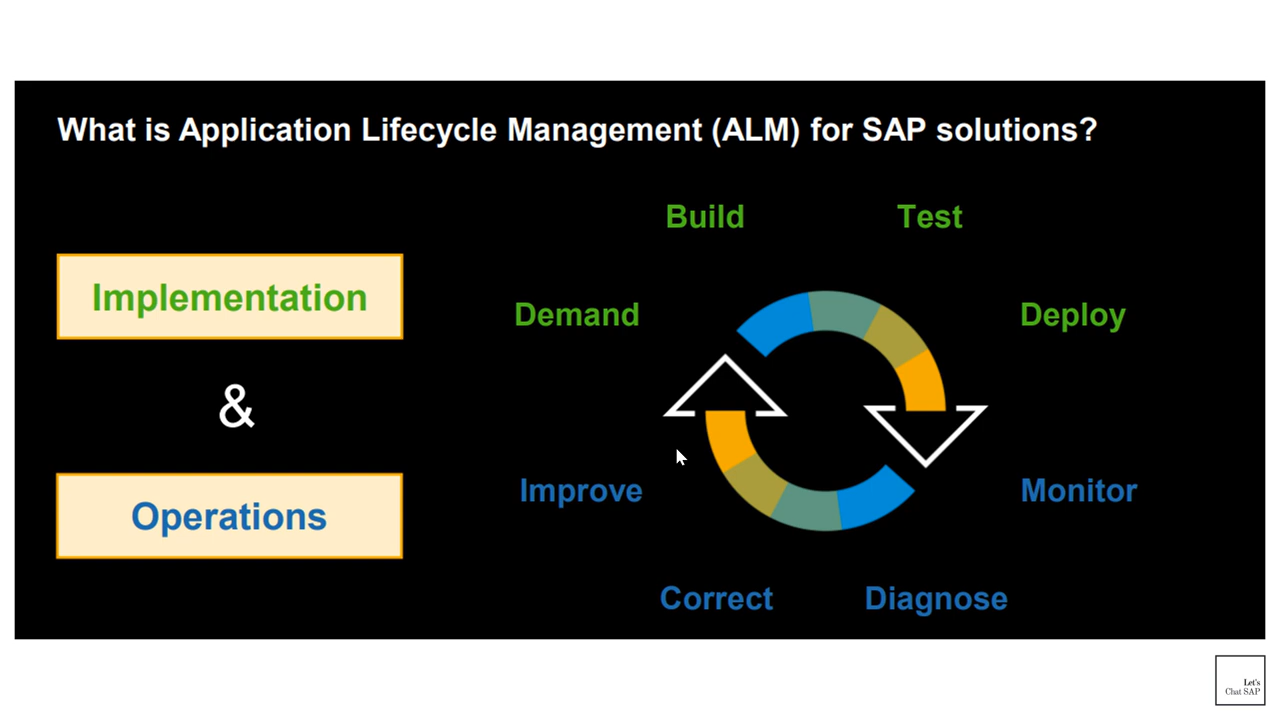 What is Application Lifecycle Management (ALM) for SAP solutions?
Implementation
&
Operations
Build
Test
Demand
Deploy
Improve
Monitor
Correct
Diagnose
Let's
Chat SAP